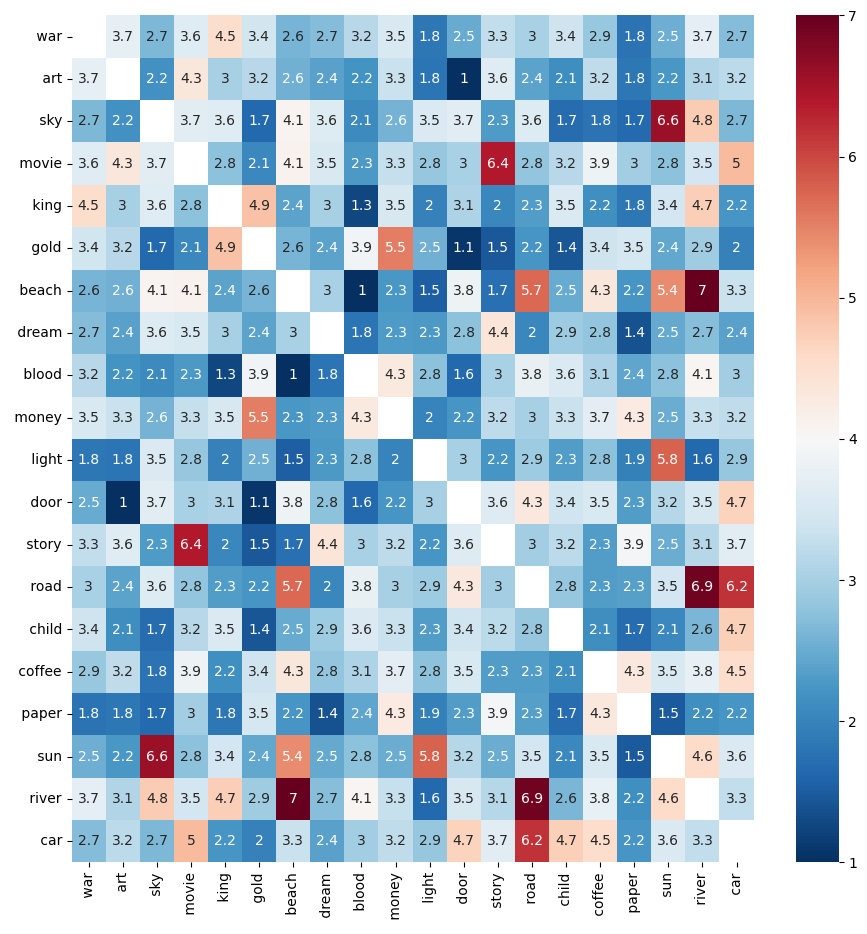 war 3.7 2.7 3.6 4.5 3.4 2.6 2.7 3.2 3.5 1.8 2.5 3.3 3 3.4 2.9 1.8 2.5 3.7 2.7
art 3.7 2.2 4.3 3 3.2 2.6 2.4 2.2 3.3 1.8 1 3.6 2.4 2.1 3.2 1.8 2.2 3.1 3.2
sky 2.7 2.2 3.7 3.6 1.7 4.1 3.6 2.1 2.6 3.5 3.7 2.3 3.6 1.7 1.8 1.7 6.6 4.8 2.7
movie 3.6 4.3 3.7 2.8 2.1 4.1 3.5 2.3 3.3 2.8 3 6.4 2.8 3.2 3.9 3 2.8 3.5 5
king 4.5 3 3.6 2.8 4.9 2.4 3 1.3 3.5 2 3.1 2 2.3 3.5 2.2 1.8 3.4 4.7 2.2
gold 3.4 3.2 1.7 2.1 4.9 2.6 2.4 3.9 5.5 2.5 1.1 1.5 2.2 1.4 3.4 3.5 2.4 2.9 2
beach 2.6 2.6 4.1 4.1 2.4 2.6 3 1 2.3 1.5 3.8 1.7 5.7 2.5 4.3 2.2 5.4 7 3.3
dream 2.7 2.4 3.6 3.5 3 2.4 3 1.8 2.3 2.3 2.8 4.4 2 2.9 2.8 1.4 2.5 2.7 2.4
blood 3.2 2.2 2.1 2.3 1.3 3.9 1 1.8 4.3 2.8 1.6 3 3.8 3.6 3.1 2.4 2.8 4.1 3
money 3.5 3.3 2.6 3.3 3.5 5.5 2.3 2.3 4.3 2 2.2 3.2 3 3.3 3.7 4.3 2.5 3.3 3.2
light 1.8 1.8 3.5 2.8 2 2.5 1.5 2.3 2.8 2 3 2.2 2.9 2.3 2.8 1.9 5.8 1.6 2.9
door 2.5 1 3.7 3 3.1 1.1 3.8 2.8 1.6 2.2 3 3.6 4.3 3.4 3.5 2.3 3.2 3.5 4.7
story 3.3 3.6 2.3 6.4 2 1.5 1.7 4.4 3 3.2 2.2 3.6 3 3.2 2.3 3.9 2.5 3.1 3.7
road 3 2.4 3.6 2.8 2.3 2.2 5.7 2 3.8 3 2.9 4.3 3 2.8 2.3 2.3 3.5 6.9 6.2
child 3.4 2.1 1.7 3.2 3.5 1.4 2.5 2.9 3.6 3.3 2.3 3.4 3.2 2.8 2.1 1.7 2.1 2.6 4.7
coffee 2.9 3.2 1.8 3.9 2.2 3.4 4.3 2.8 3.1 3.7 2.8 3.5 2.3 2.3 2.1 4.3 3.5 3.8 4.5
paper 1.8 1.8 1.7 3 1.8 3.5 2.2 1.4 2.4 4.3 1.9 2.3 3.9 2.3 1.7 4.3 1.5 2.2 2.2
sun 2.5 2.2 6.6 2.8 3.4 2.4 5.4 2.5 2.8 2.5 5.8 3.2 2.5 3.5 2.1 3.5 1.5 4.6 3.6
river 3.7 3.1 4.8 3.5 4.7 2.9 7 2.7 4.1 3.3 1.6 3.5 3.1 6.9 2.6 3.8 2.2 4.6 3.3
car 2.7 3.2 2.7 5 2.2 2 3.3 2.4 3 3.2 2.9 4.7 3.7 6.2 4.7 4.5 2.2 3.6 3.3
war art sky movie king gold beach dream blood money light door story road child coffee paper sun river car
7
6
5
4
3
2
1